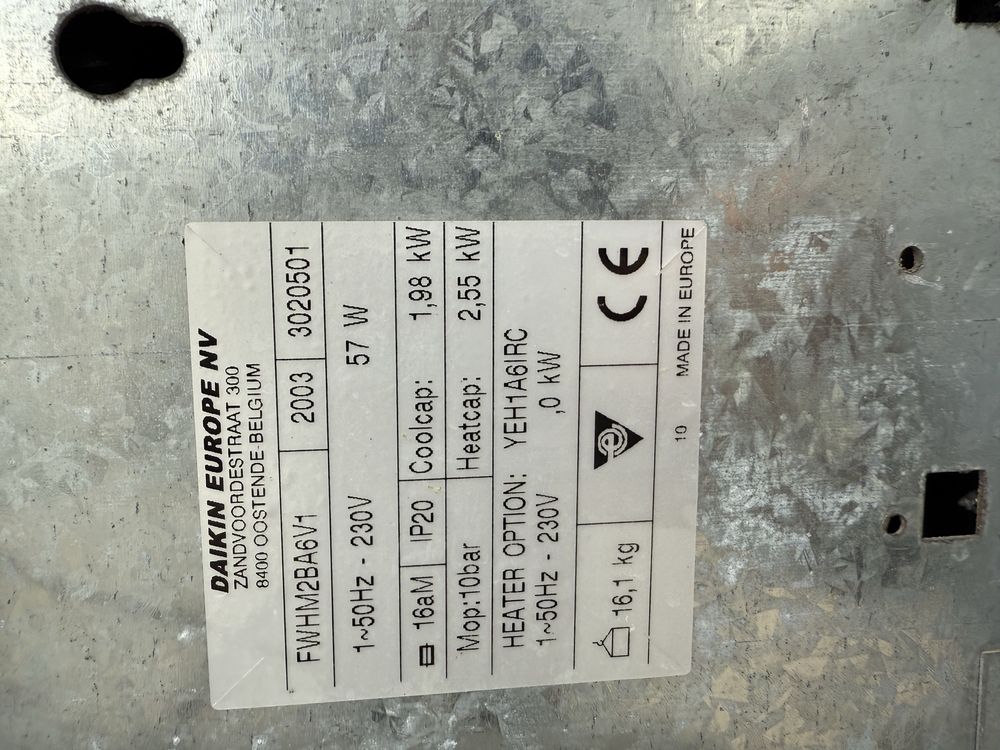 DAIKIN EUROPE NV
ZANDVOORDESTRAAT 300
8400 OOSTENDE-BELGIUM
FWHM2BA6V1 2003 3020501
1~50Hz - 230V 57 W
16aM IP20 Coolcap: 1,98 kW
Mop:10bar Heatcap: 2,55 kW
HEATER OPTION: YEH1A6IRC
1~50Hz - 230V ,0 kW
16,1 kg e CE
10 MADE IN EUROPE